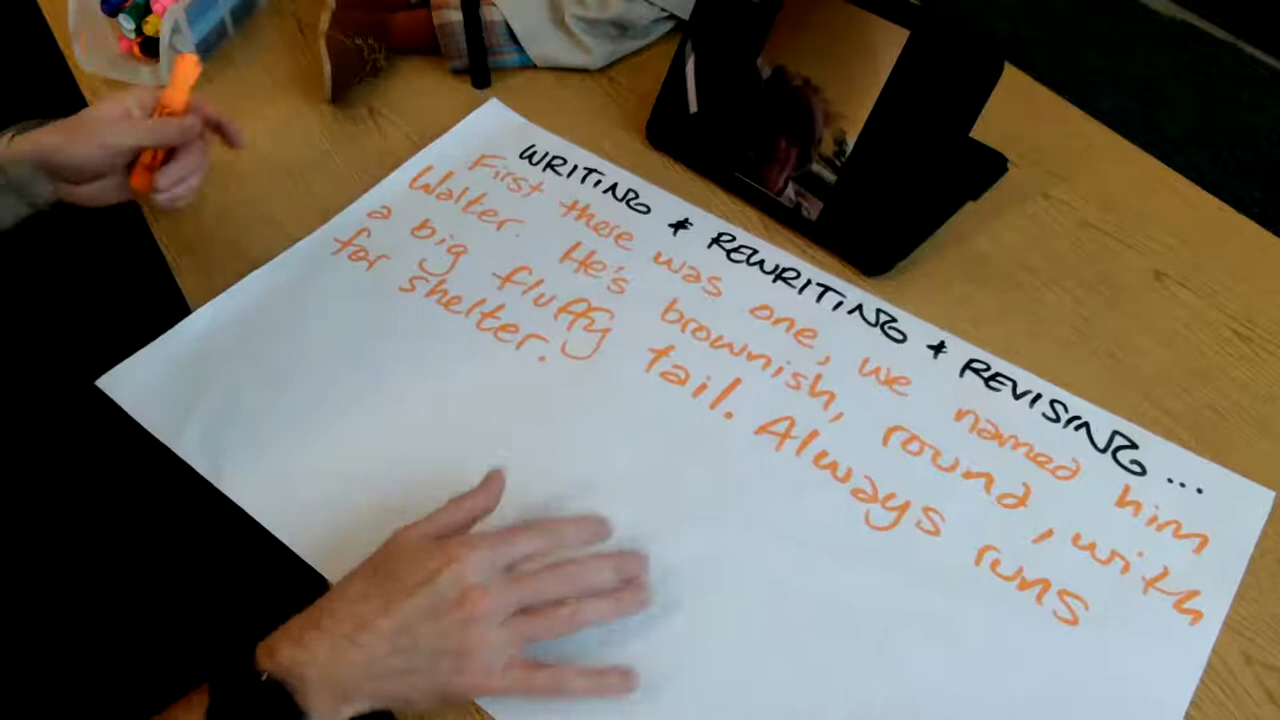 WRITING & REWRITING & REVISING...
First there was one, we named him
Walter. He's brownish, round, with
a big fluffy tail. Always runs
for shelter.